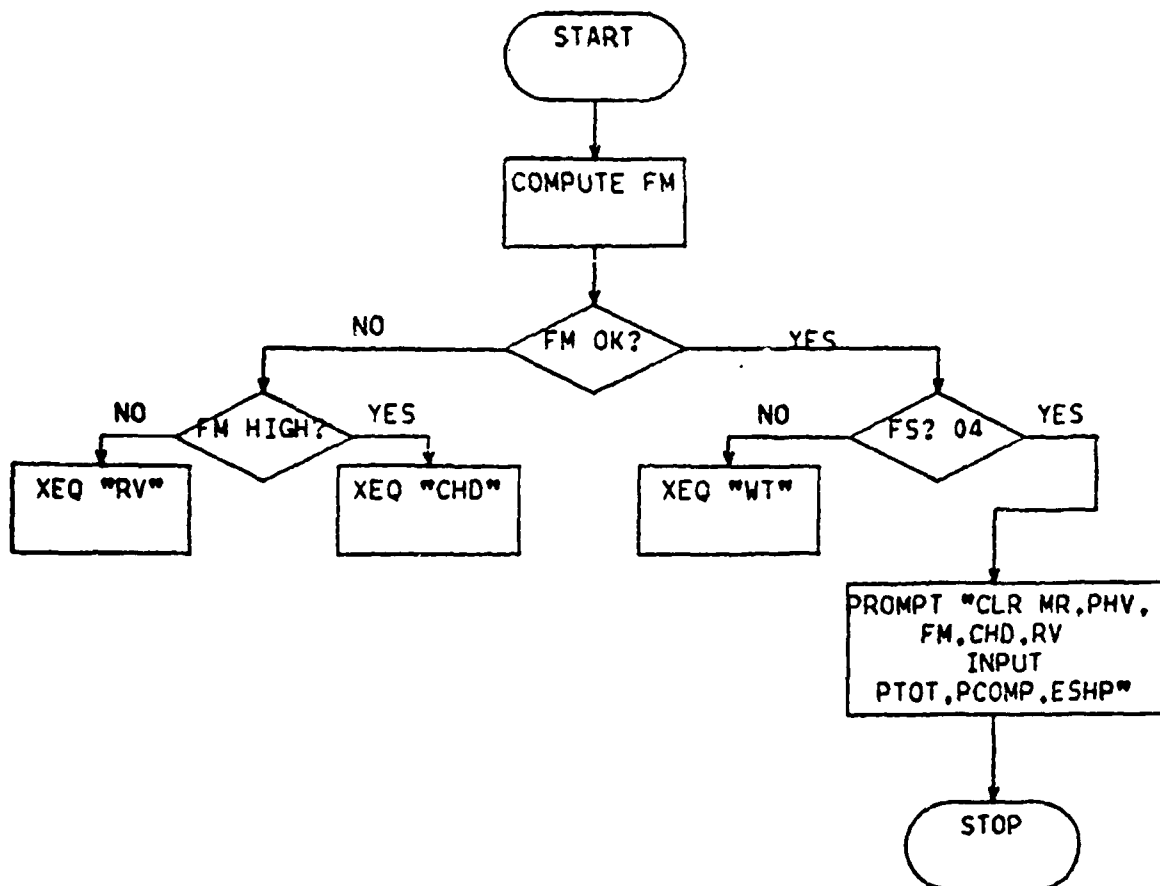 START
COMPUTE FM
NO
FM OK?
YES
NO
FM HIGH?
YES
NO
FS? 04
YES
XEQ "RV"
XEQ "CHD"
XEQ "WT"
PROMPT "CLR MR,PHV,
FM,CHD,RV
INPUT
PTOT,PCOMP,ESHP"
STOP